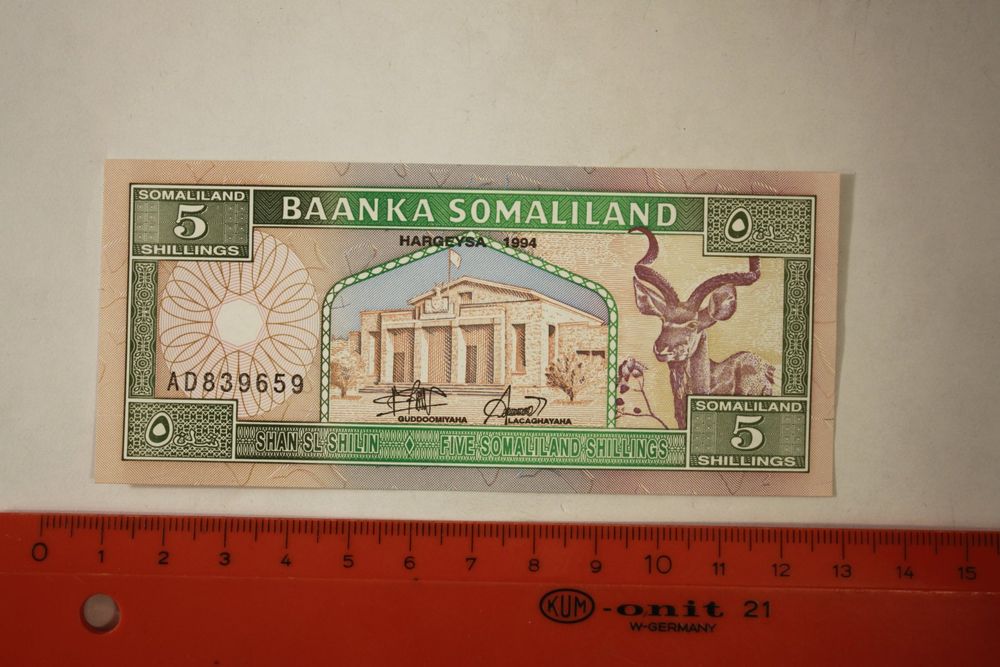 SOMALILAND
5
SHILLINGS
BAANKA SOMALILAND
٥
HARGEYSA 1994
AD839659
GUDDOOMIYAHA
LACAGHAYAHA
٥
SHAN SL SHILIN ◊ FIVE SOMALILAND SHILLINGS
SOMALILAND
5
SHILLINGS
0 1 2 3 4 5 6 7 8 9 10 11 12 13 14 15
KUM - onit 21
W-GERMANY